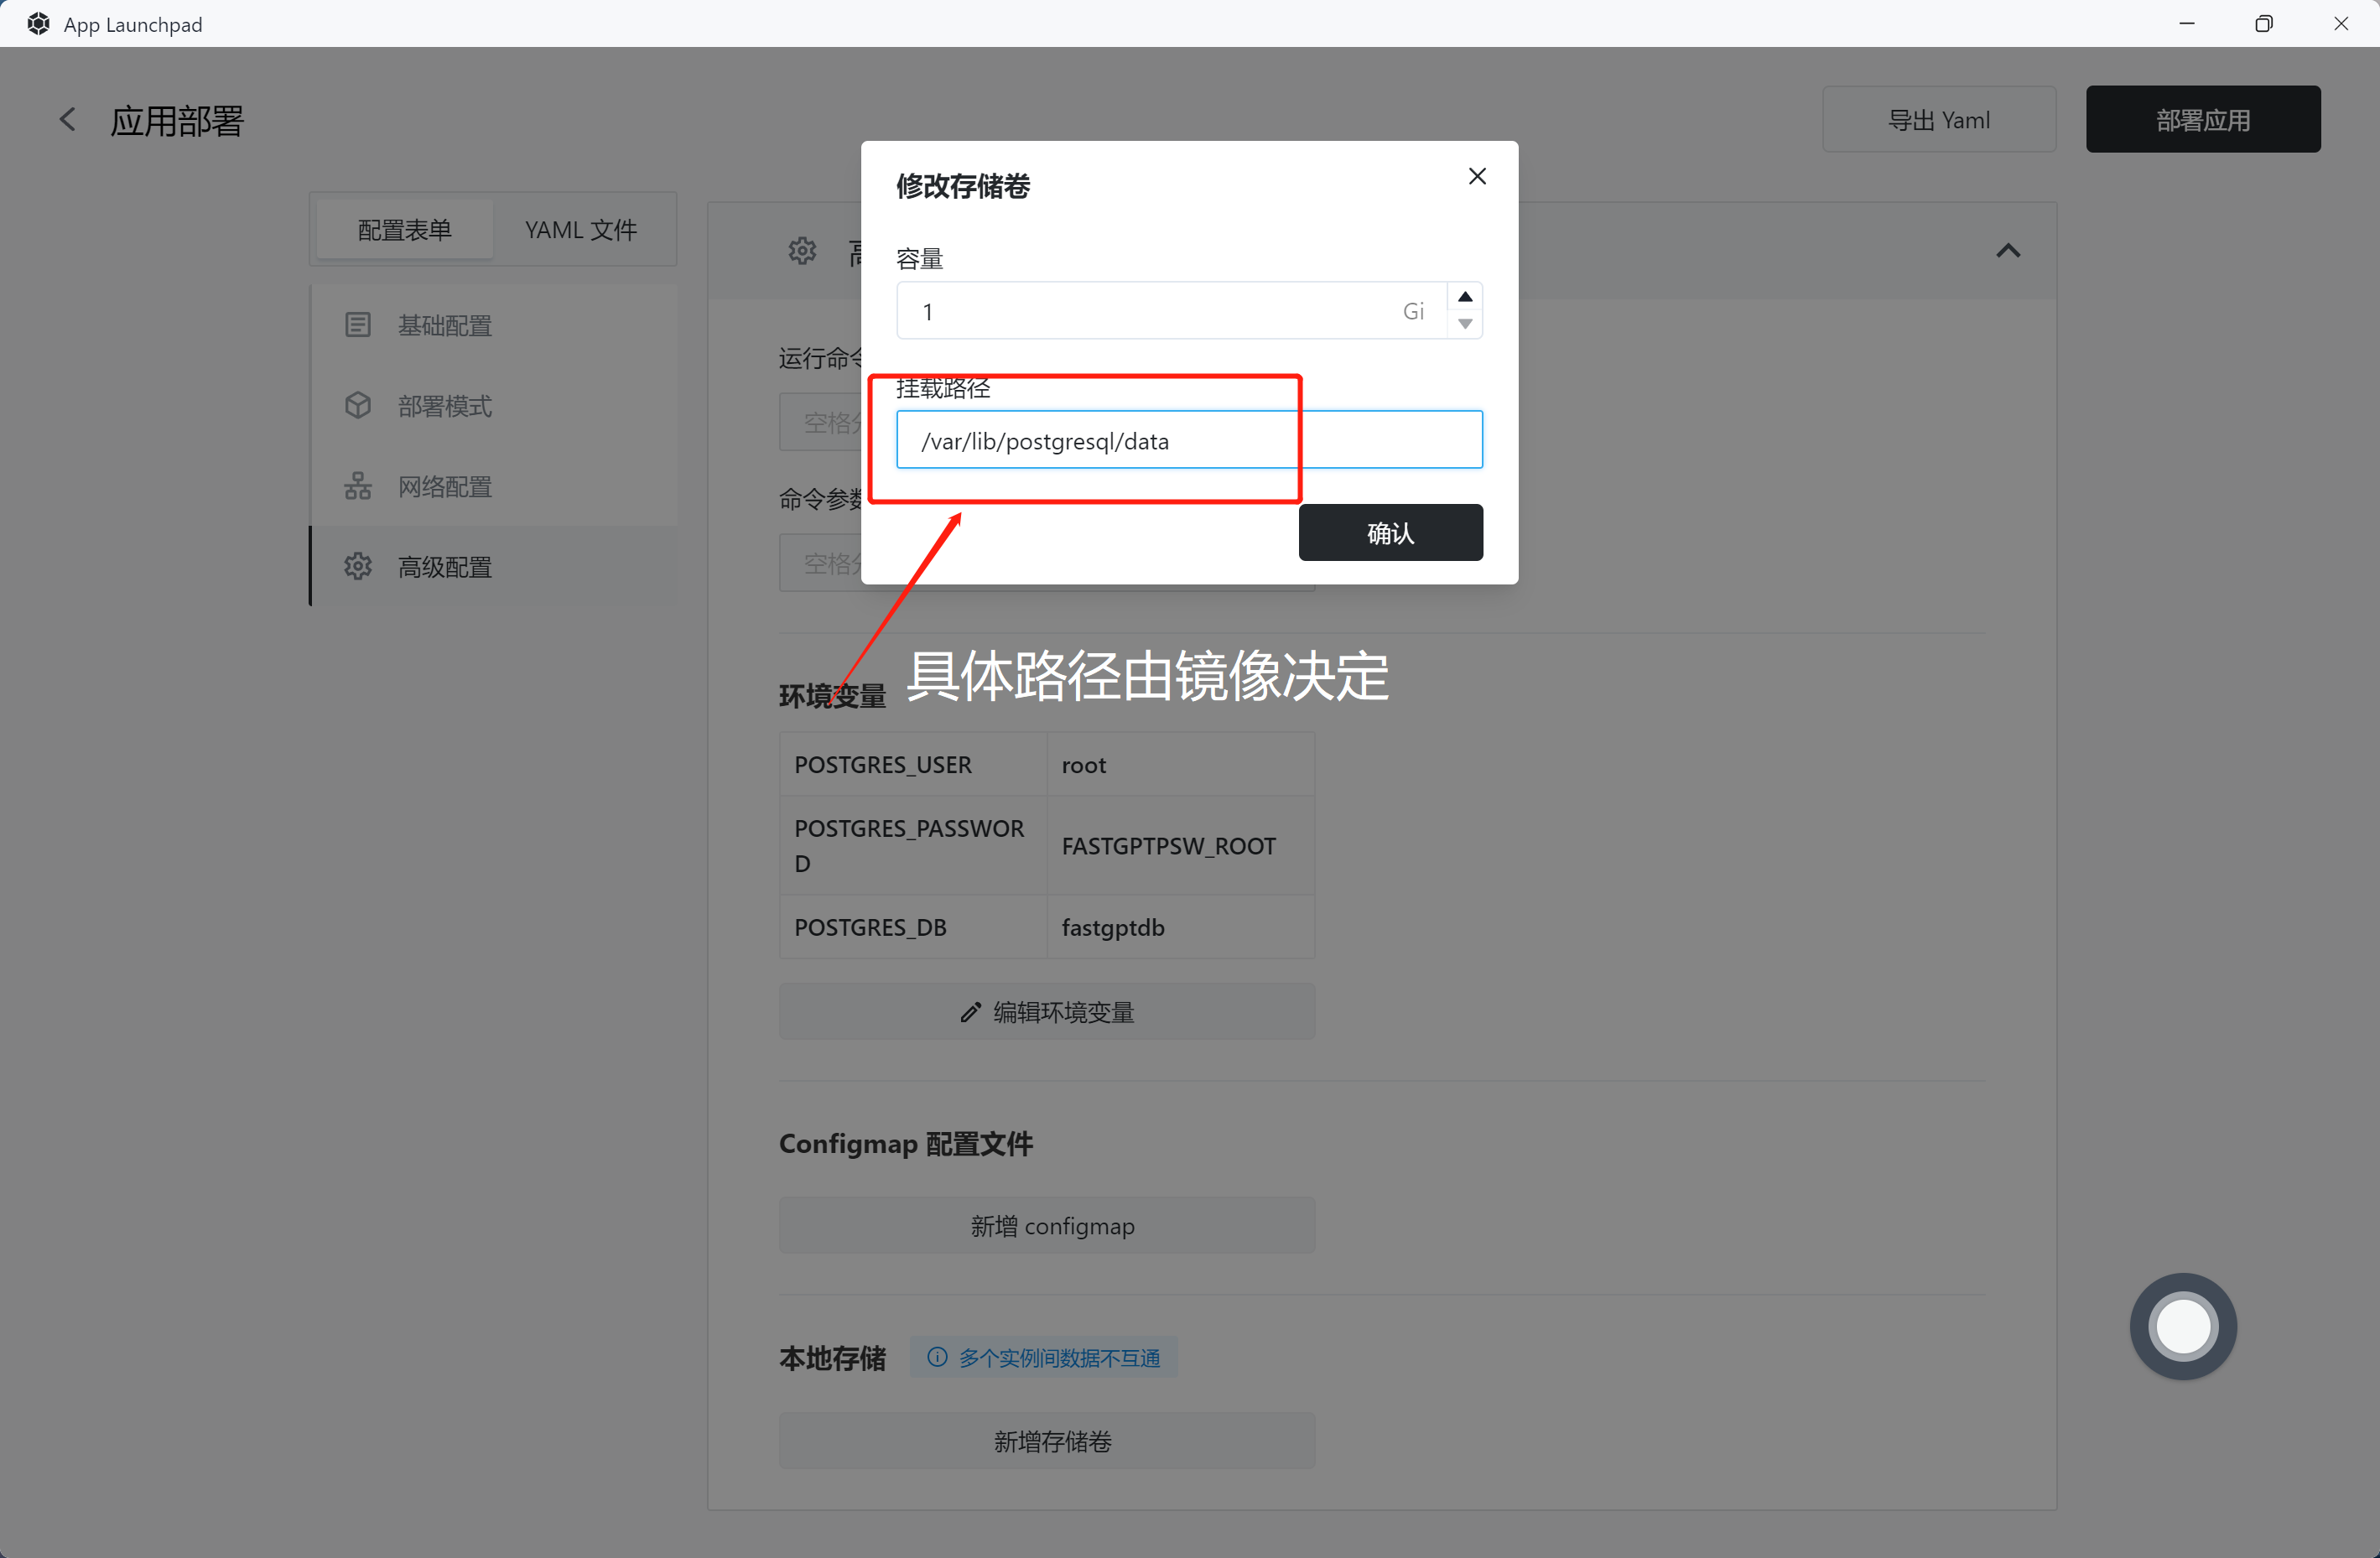 App Launchpad
应用部署
导出 Yaml
部署应用
配置表单
YAML 文件
基础配置
部署模式
网络配置
高级配置
高
运行命令
空格分
命令参数
空格分
修改存储卷
容量
1
Gi
挂载路径
/var/lib/postgresql/data
确认
具体路径由镜像决定
环境变量
POSTGRES_USER
root
POSTGRES_PASSWOR
D
FASTGPTPSW_ROOT
POSTGRES_DB
fastgptdb
编辑环境变量
Configmap 配置文件
新增 configmap
本地存储
多个实例间数据不互通
新增存储卷